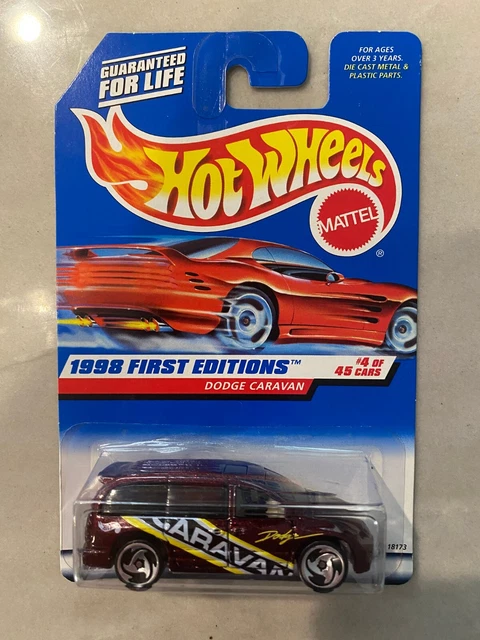 GUARANTEED
FOR LIFE
FOR AGES
OVER 3 YEARS.
DIE CAST METAL &
PLASTIC PARTS.
HOT WHEELS
MATTEL
®
1998 FIRST EDITIONS™
#4 OF
45 CARS
DODGE CARAVAN
CARAVAN
Dodge
18173